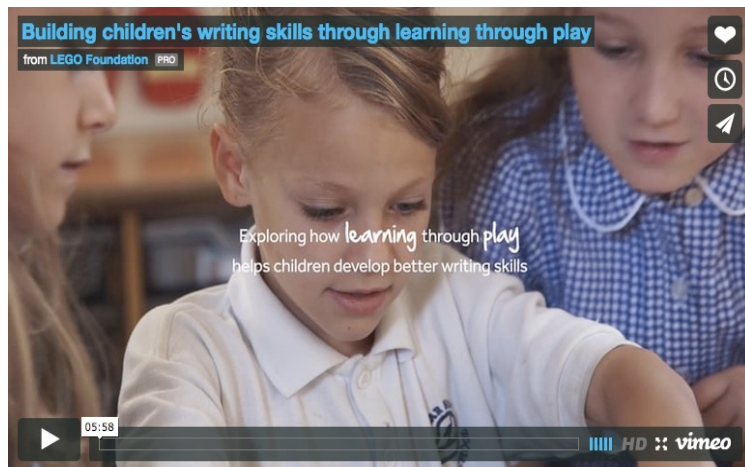 Building children's writing skills through learning through play
from LEGO Foundation PRO
Exploring how learning through play
helps children develop better writing skills
05:58
HD vimeo